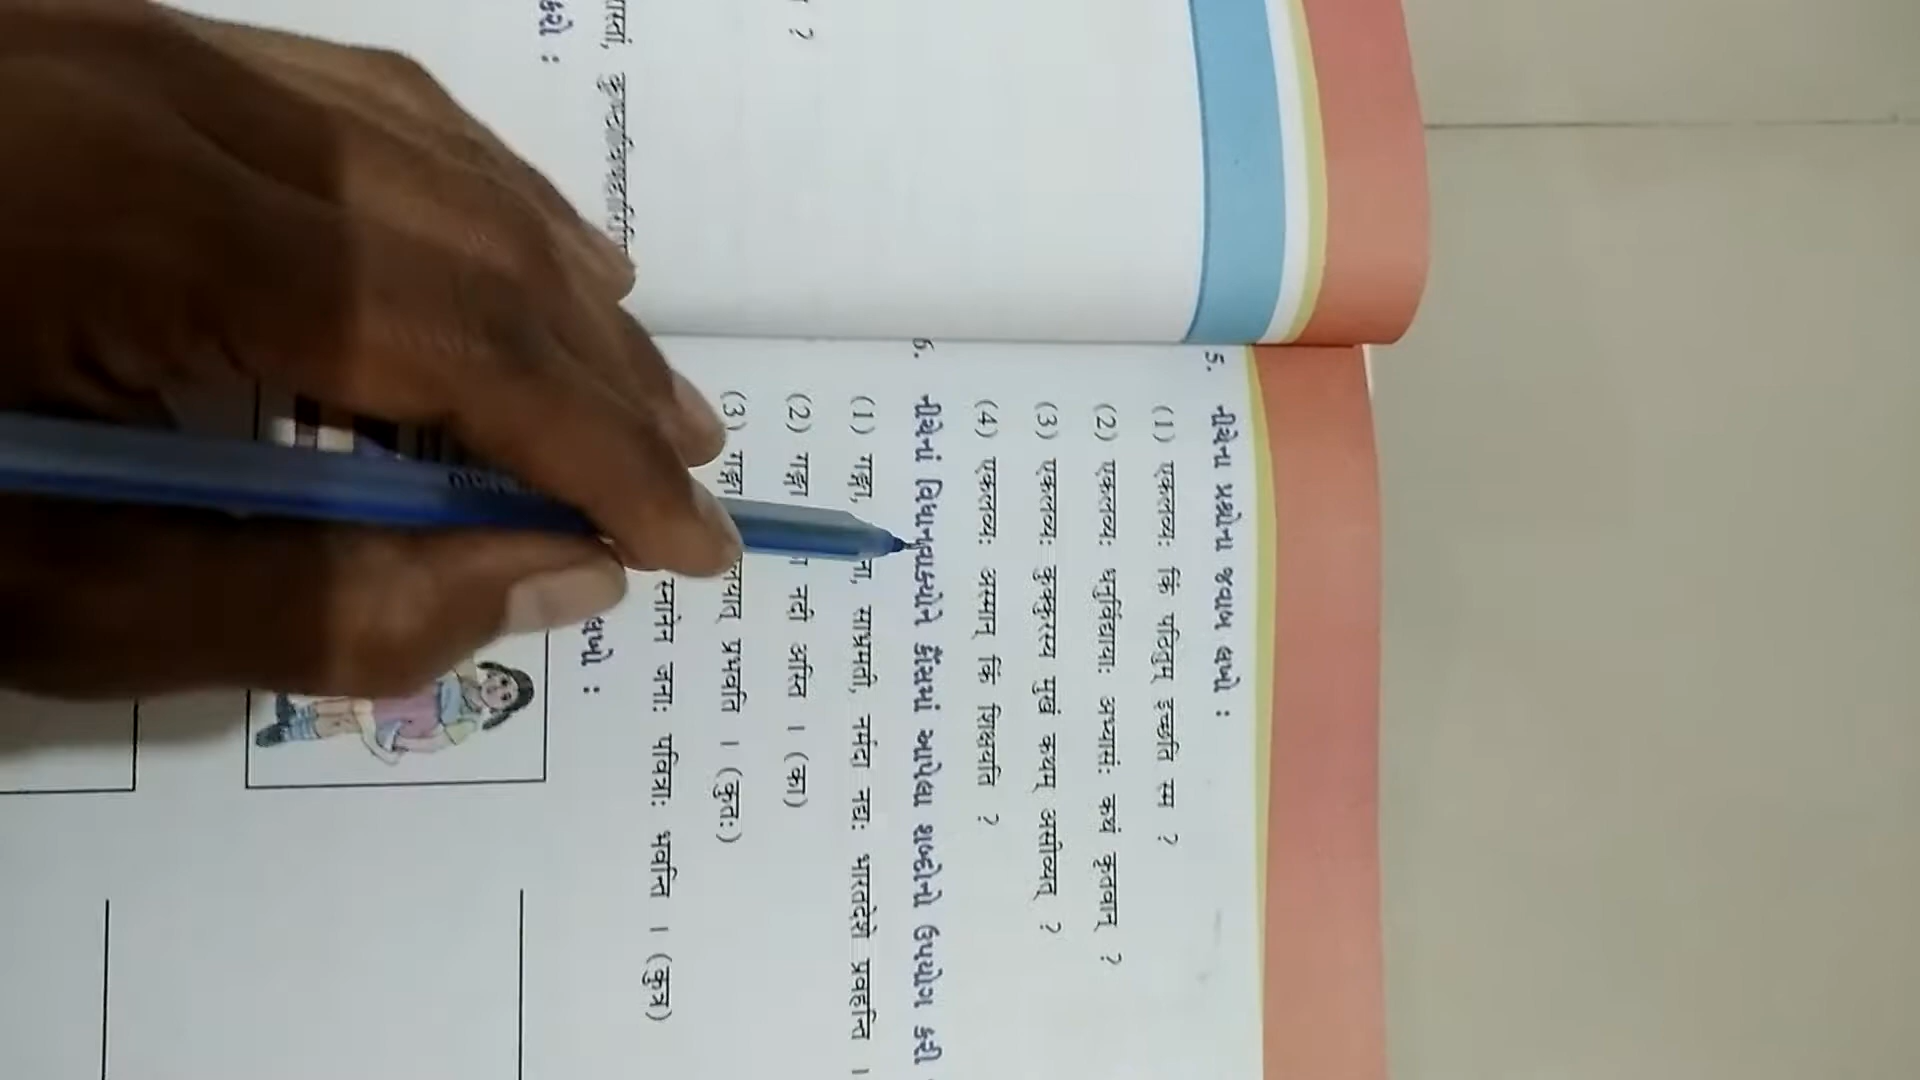 ? 
કરો :
5. નીચેના પ્રશ્નોના જવાબ લખો :
(1) एकलव्यः किं पठितुम् इच्छति स्म ?
(2) एकलव्यः धनुर्विद्यायाः अभ्यासं कथं कृतवान् ?
(3) एकलव्यः कुक्कुरस्य मुखं कथम् असीव्यत् ?
(4) एकलव्यः अस्मान् किं शिक्षयति ?
6. નીચેનાં વિધાનવાક્યોને કૌંસમાં આપેલા શબ્દોનો ઉપયોગ કરી
(1) गङ्गा, साभ्रमती, नर्मदा नद्यः भारतदेशे प्रवहन्ति ।
(2) गङ्गा नदी अस्ति । (का)
(3) गङ्गा प्रभवति । (कुतः)
स्नानेन जनाः पवित्राः भवन्ति । (कुत्र)
લખો :